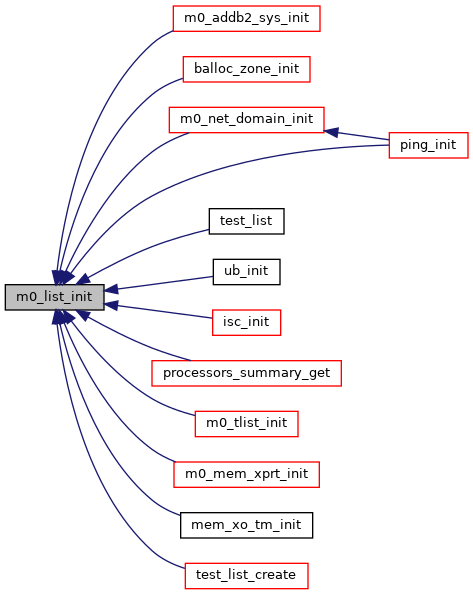 m0_addb2_sys_init
balloc_zone_init
m0_net_domain_init
ping_init
test_list
ub_init
m0_list_init
isc_init
processors_summary_get
m0_tlist_init
m0_mem_xprt_init
mem_xo_tm_init
test_list_create